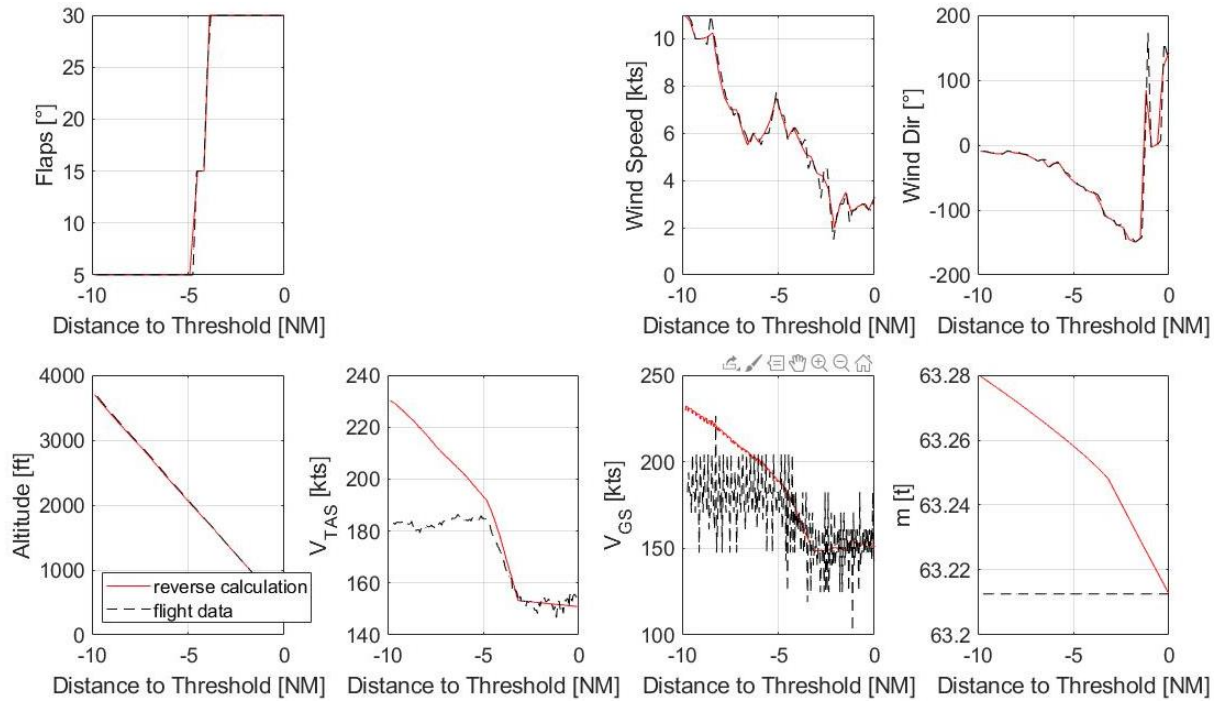 30
25
20
15
10
5
Flaps [°]
-10 -5 0
Distance to Threshold [NM]
10
8
6
4
2
0
Wind Speed [kts]
-10 -5 0
Distance to Threshold [NM]
200
100
0
-100
-200
Wind Dir [°]
-10 -5 0
Distance to Threshold [NM]
4000
3000
2000
1000
0
Altitude [ft]
reverse calculation
flight data
-10 -5 0
Distance to Threshold [NM]
240
220
200
180
160
140
V_TAS [kts]
-10 -5 0
Distance to Threshold [NM]
250
200
150
100
V_GS [kts]
-10 -5 0
Distance to Threshold [NM]
63.28
63.26
63.24
63.22
63.2
m [t]
-10 -5 0
Distance to Threshold [NM]